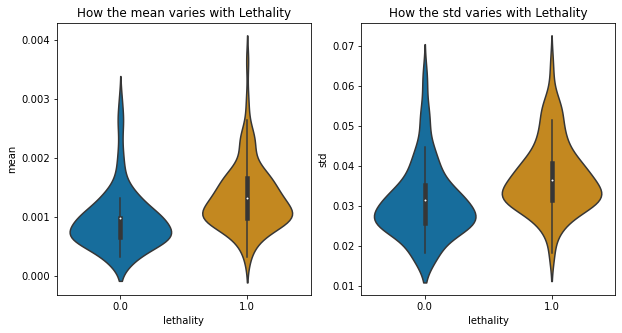 How the mean varies with Lethality
mean
0.004
0.003
0.002
0.001
0.000
0.0
1.0
lethality
How the std varies with Lethality
std
0.07
0.06
0.05
0.04
0.03
0.02
0.01
0.0
1.0
lethality